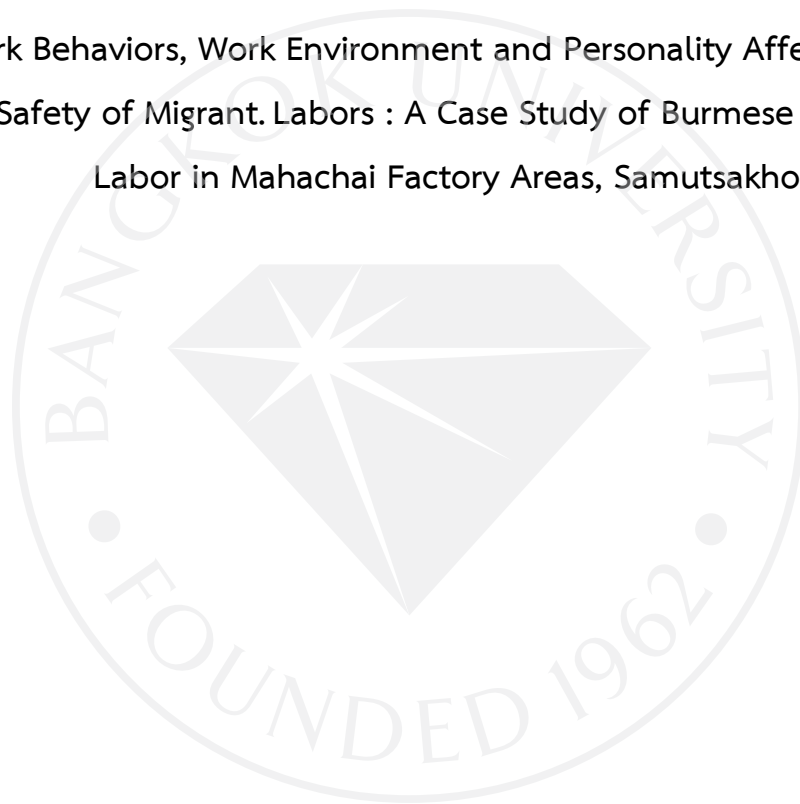 rk Behaviors, Work Environment and Personality Affe
Safety of Migrant. Labors : A Case Study of Burmese
Labor in Mahachai Factory Areas, Samutsakho
BANGKOK UNIVERSITY
• FOUNDED 1962 •